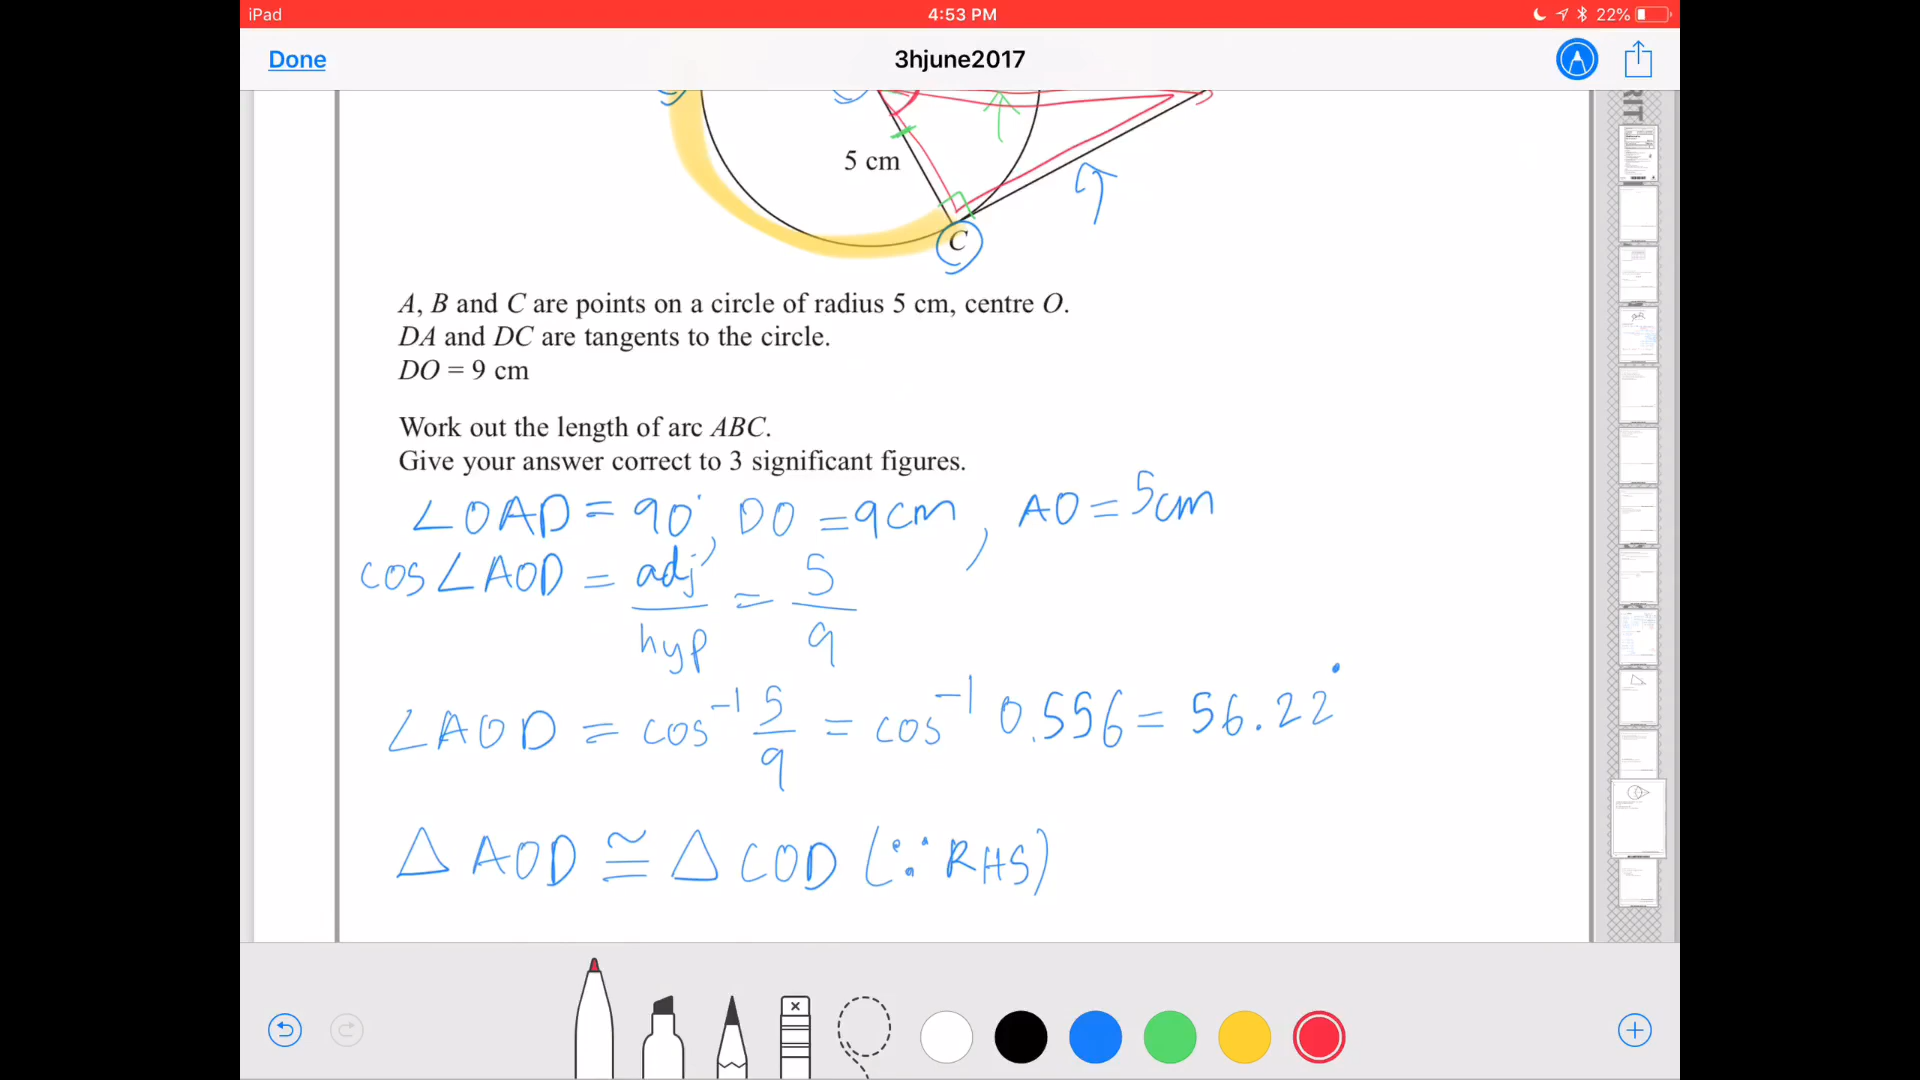 iPad 4:53 PM 22%
Done 3hjune2017
RIT
5 cm
C
A, B and C are points on a circle of radius 5 cm, centre O.
DA and DC are tangents to the circle.
DO = 9 cm
Work out the length of arc ABC.
Give your answer correct to 3 significant figures.
∠OAD = 90°, DO = 9cm, AO = 5cm
cos∠AOD = adj/hyp = 5/9
∠AOD = cos⁻¹ 5/9 = cos⁻¹ 0.556 = 56.22°
△ AOD ≅ △ COD (∵ RHS)